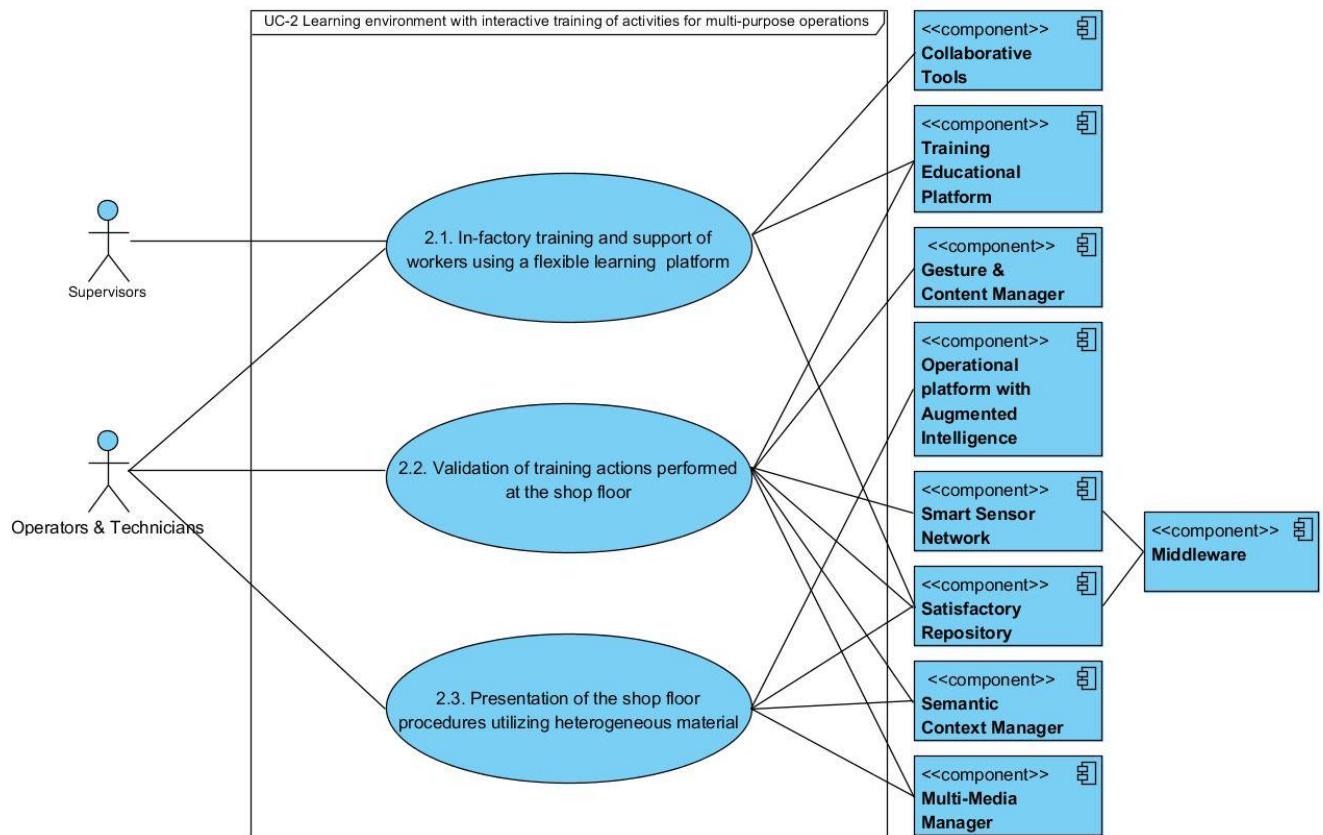 UC-2 Learning environment with interactive training of activities for multi-purpose operations
Supervisors
Operators & Technicians
2.1. In-factory training and support of
workers using a flexible learning platform
2.2. Validation of training actions performed
at the shop floor
2.3. Presentation of the shop floor
procedures utilizing heterogeneous material
<<component>>
Collaborative
Tools
<<component>>
Training
Educational
Platform
<<component>>
Gesture &
Content Manager
<<component>>
Operational
platform with
Augmented
Intelligence
<<component>>
Smart Sensor
Network
<<component>>
Satisfactory
Repository
<<component>>
Semantic
Context Manager
<<component>>
Multi-Media
Manager
<<component>>
Middleware